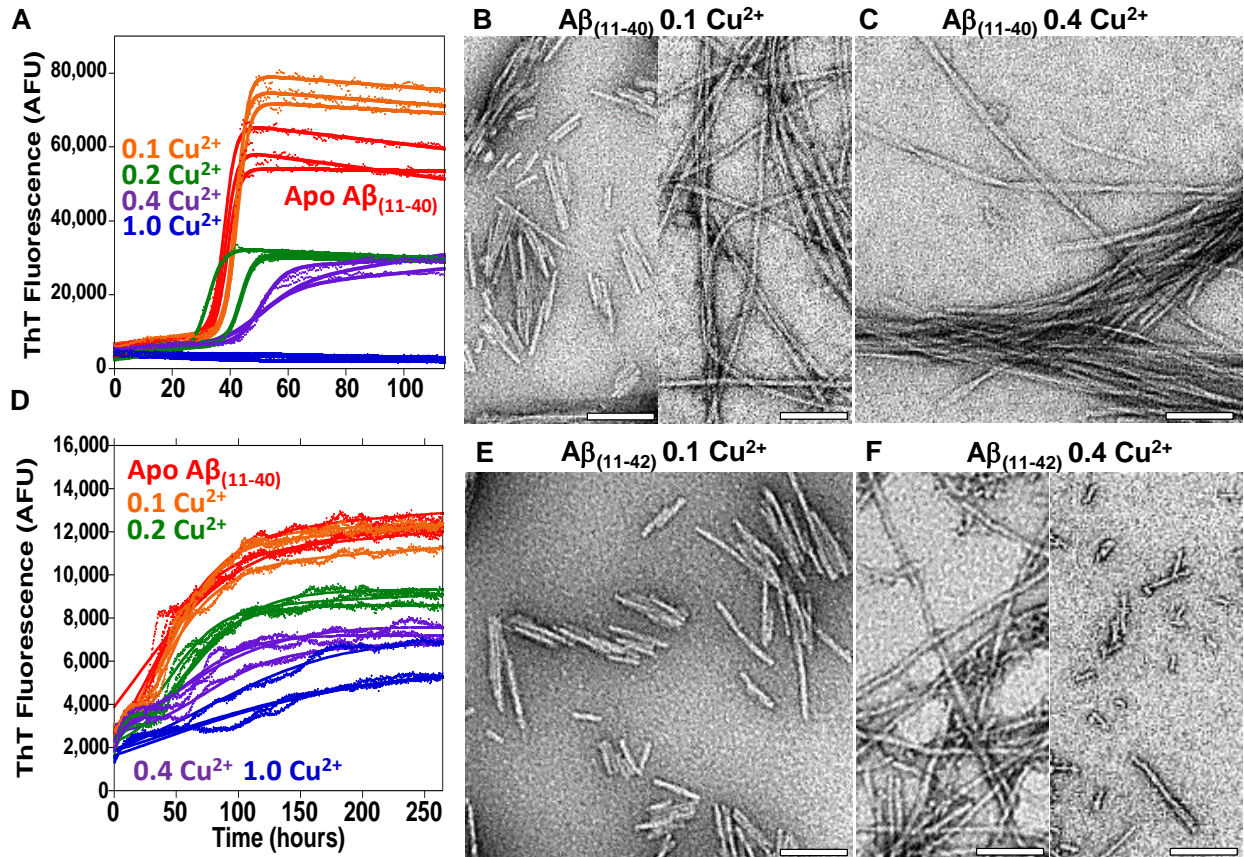 A
ThT Fluorescence (AFU)
80,000
60,000
40,000
20,000
0
0.1 Cu²⁺
0.2 Cu²⁺
0.4 Cu²⁺
1.0 Cu²⁺
Apo Aβ₍₁₁₋₄₀₎
0 20 40 60 80 100
B Aβ₍₁₁₋₄₀₎ 0.1 Cu²⁺
C Aβ₍₁₁₋₄₀₎ 0.4 Cu²⁺
D
ThT Fluorescence (AFU)
16,000
14,000
12,000
10,000
8,000
6,000
4,000
2,000
0
Apo Aβ₍₁₁₋₄₀₎
0.1 Cu²⁺
0.2 Cu²⁺
0.4 Cu²⁺ 1.0 Cu²⁺
0 50 100 150 200 250
Time (hours)
E Aβ₍₁₁₋₄₂₎ 0.1 Cu²⁺
F Aβ₍₁₁₋₄₂₎ 0.4 Cu²⁺